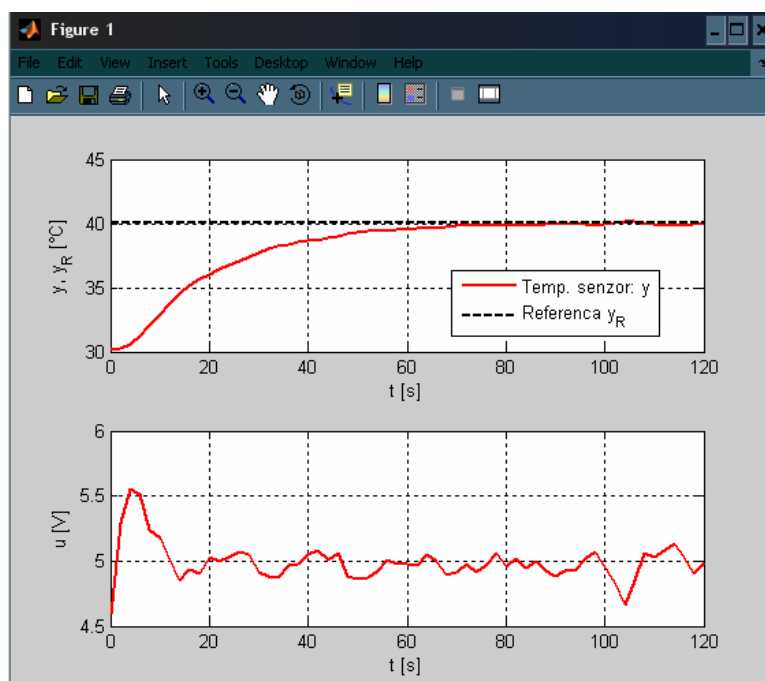 Figure 1
File Edit View Insert Tools Desktop Window Help
45
40
35
30
y, y_R [°C]
Temp. senzor: y
Referenca y_R
0 20 40 60 80 100 120
t [s]
6
5.5
5
4.5
u [V]
0 20 40 60 80 100 120
t [s]